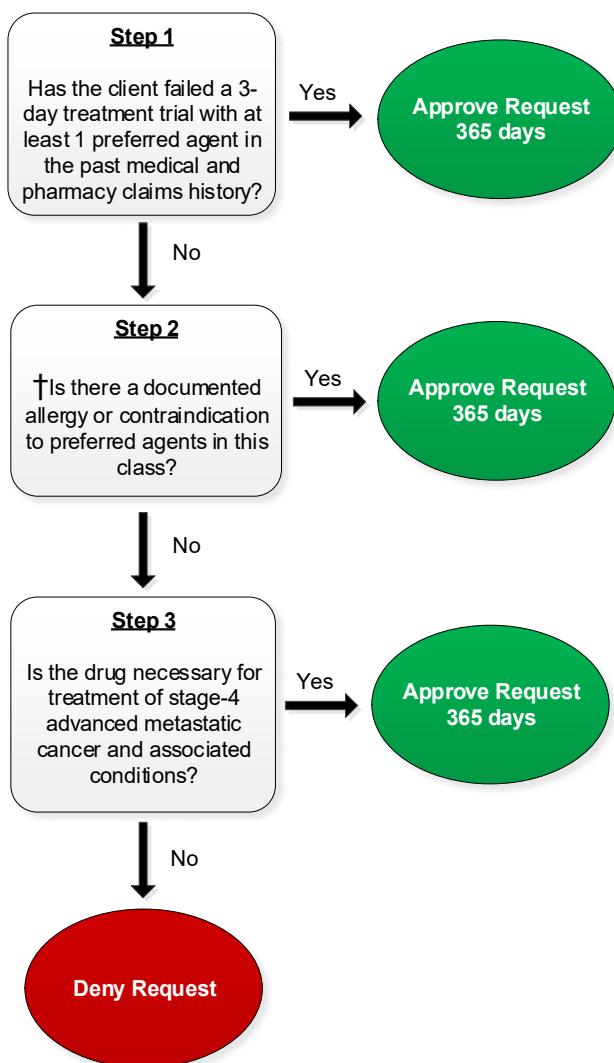 Step 1
Has the client failed a 3-
day treatment trial with at
least 1 preferred agent in
the past medical and
pharmacy claims history?
Yes
Approve Request
365 days
No
Step 2
†Is there a documented
allergy or contraindication
to preferred agents in this
class?
Yes
Approve Request
365 days
No
Step 3
Is the drug necessary for
treatment of stage-4
advanced metastatic
cancer and associated
conditions?
Yes
Approve Request
365 days
No
Deny Request